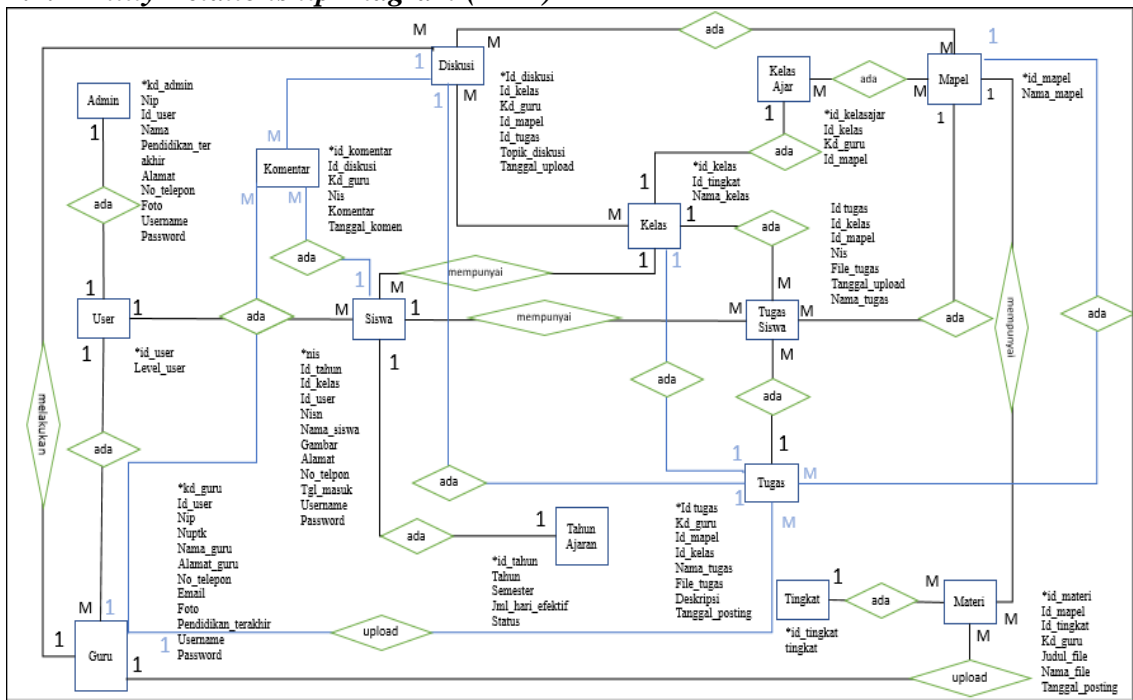 M
M
ada
1
1
Diskusi
M
Mapel
1
Kelas
Ajar
ada
M
M
M
1
1
*id_mapel
Nama_mapel
*kd_admin
Nip
Id_user
Nama
Pendidikan_ter
akhir
Alamat
No_telepon
Foto
Username
Password
Admin
1
ada
1
*Id_diskusi
Id_kelas
Kd_guru
Id_mapel
Id_tugas
Topik_diskusi
Tanggal_upload
1
*id_kelasajar
Id_kelas
Kd_guru
Id_mapel
ada
M
Komentar
M
M
*id_komentar
Id_diskusi
Kd_guru
Nis
Komentar
Tanggal_komen
*id_kelas
Id_tingkat
Nama_kelas
1
M
Kelas
1
1
1
ada
Id tugas
Id_kelas
Id_mapel
Nis
File_tugas
Tanggal_upload
Nama_tugas
ada
1
mempunyai
M
M
User
1
1
ada
M
Siswa
1
1
mempunyai
M
Tugas
Siswa
M
M
ada
mempunyai
ada
*id_user
Level_user
*nis
Id_tahun
Id_kelas
Id_user
Nisn
Nama_siswa
Gambar
Alamat
No_telpon
Tgl_masuk
Username
Password
ada
ada
melakukan
ada
1
1
1
Tugas
M
M
ada
*kd_guru
Id_user
Nip
Nuptk
Nama_guru
Alamat_guru
No_telepon
Email
Foto
Pendidikan_terakhir
Username
Password
ada
1
Tahun
Ajaran
*id_tahun
Tahun
Semester
Jml_hari_efektif
Status
*Id tugas
Kd_guru
Id_mapel
Id_kelas
Nama_tugas
File_tugas
Deskripsi
Tanggal_posting
Tingkat
1
ada
M
Materi
M
M
*id_tingkat
tingkat
*id_materi
Id_mapel
Id_tingkat
Kd_guru
Judul_file
Nama_file
Tanggal_posting
M
1
1
Guru
1
1
upload
upload